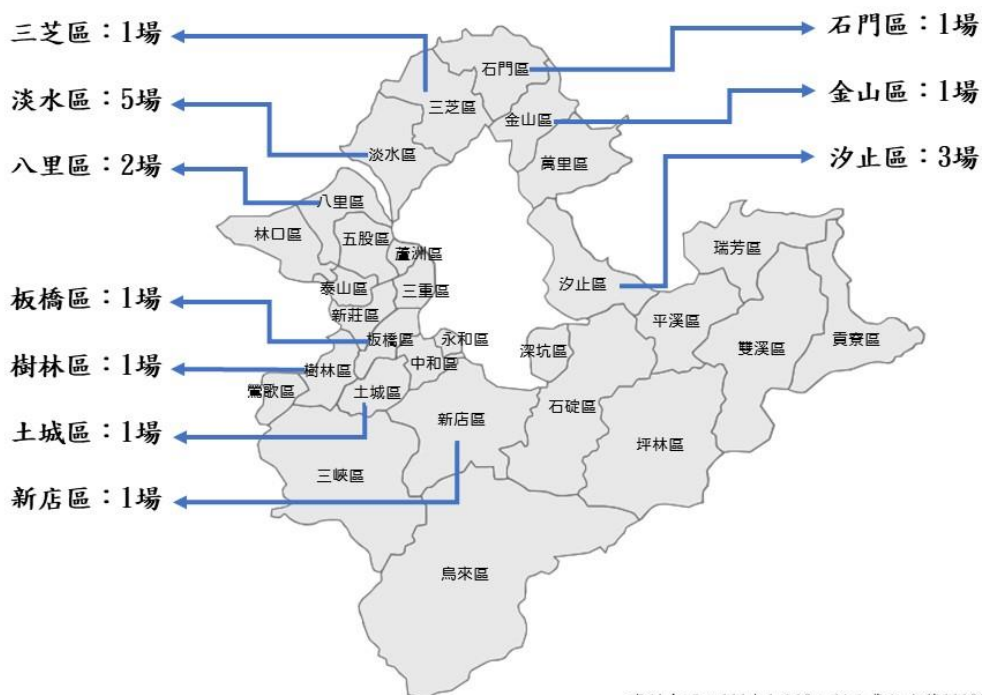 三芝區：1場
淡水區：5場
八里區：2場
板橋區：1場
樹林區：1場
土城區：1場
新店區：1場
石門區：1場
金山區：1場
汐止區：3場
石門區
三芝區
金山區
淡水區
萬里區
八里區
林口區
五股區
蘆洲區
瑞芳區
汐止區
泰山區
三重區
新莊區
平溪區
板橋區
永和區
深坑區
雙溪區
貢寮區
樹林區
中和區
鶯歌區
土城區
石碇區
新店區
坪林區
三峽區
烏來區